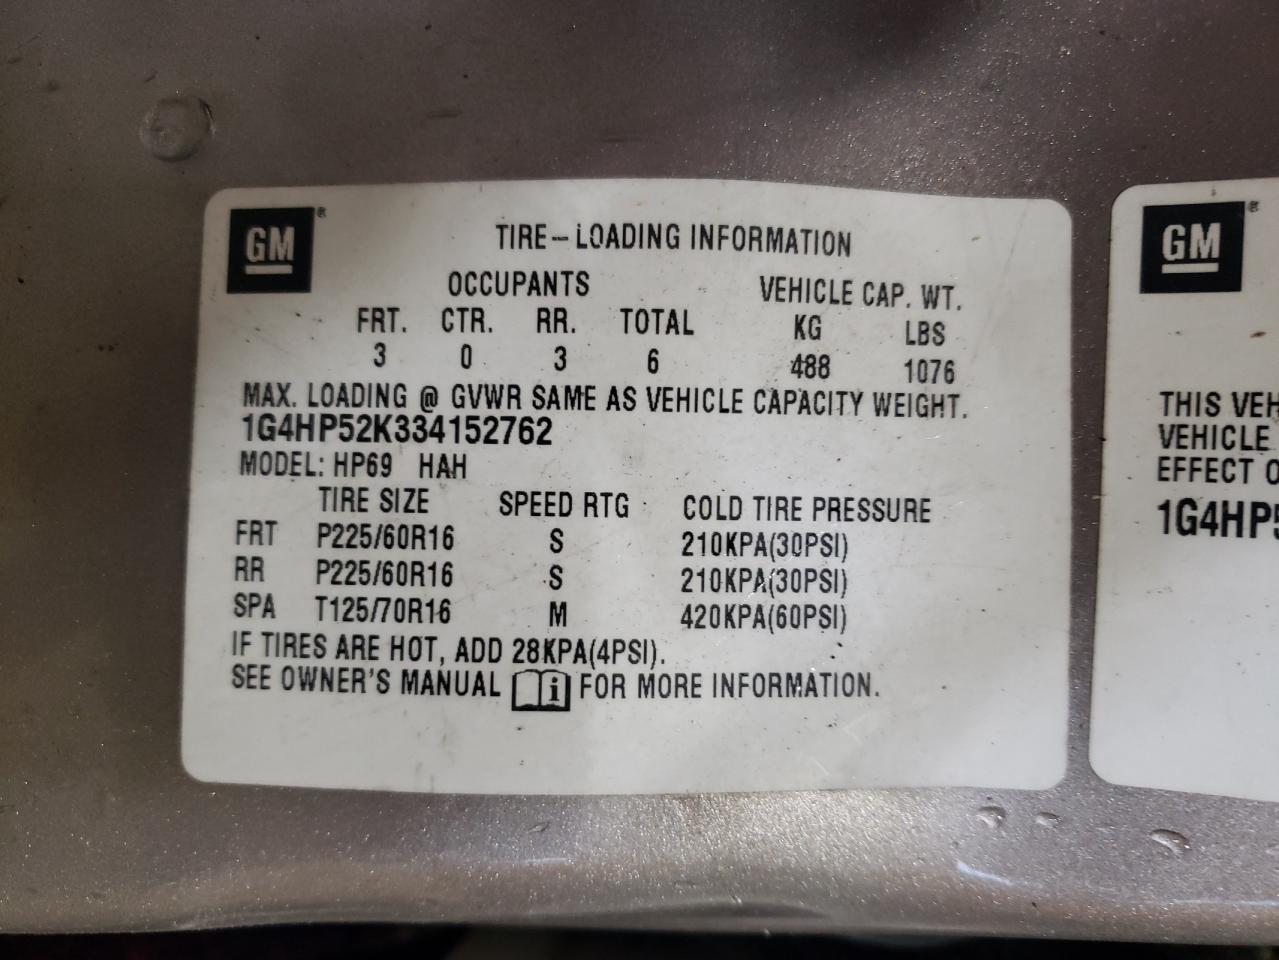 GM®
TIRE–LOADING INFORMATION
OCCUPANTS VEHICLE CAP. WT.
FRT. CTR. RR. TOTAL KG LBS
3 0 3 6 488 1076
MAX. LOADING @ GVWR SAME AS VEHICLE CAPACITY WEIGHT.
1G4HP52K334152762
MODEL: HP69 HAH
TIRE SIZE SPEED RTG COLD TIRE PRESSURE
FRT P225/60R16 S 210KPA(30PSI)
RR P225/60R16 S 210KPA(30PSI)
SPA T125/70R16 M 420KPA(60PSI)
IF TIRES ARE HOT, ADD 28KPA(4PSI).
SEE OWNER'S MANUAL i FOR MORE INFORMATION.
GM®
THIS VEH
VEHICLE
EFFECT O
1G4HP5